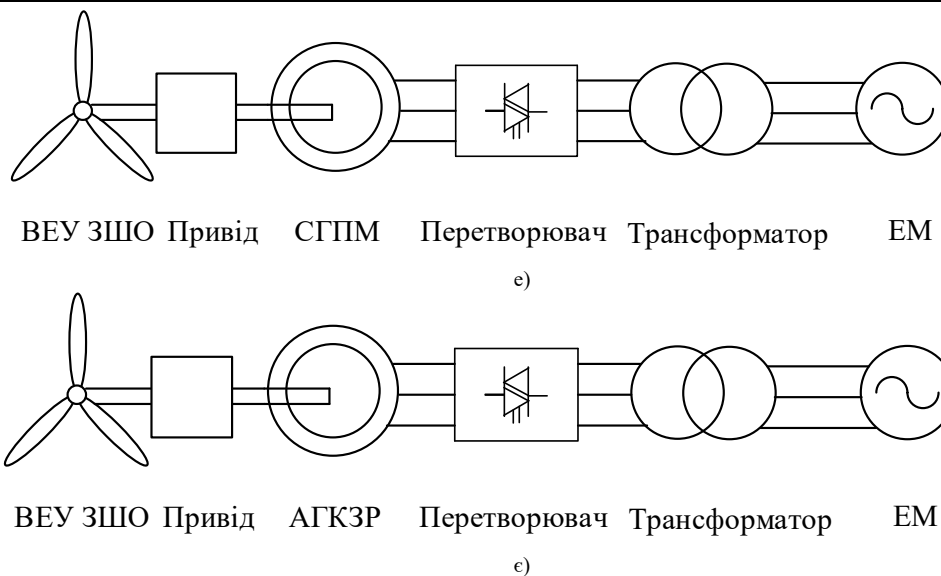 ВЕУ ЗШО Привід СГПМ Перетворювач Трансформатор ЕМ
е)
ВЕУ ЗШО Привід АГКЗР Перетворювач Трансформатор ЕМ
є)